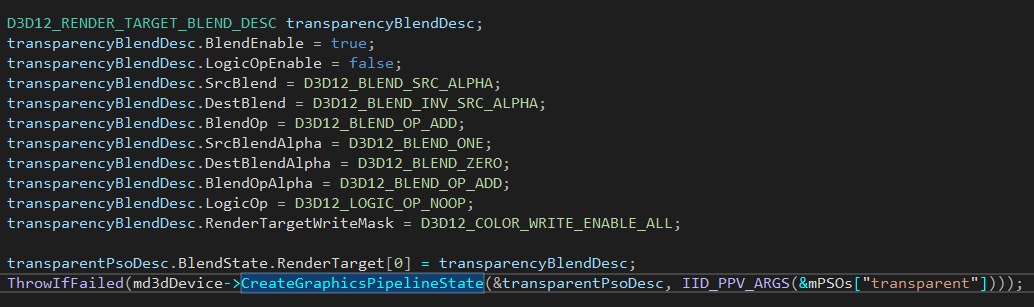 D3D12_RENDER_TARGET_BLEND_DESC transparencyBlendDesc;
transparencyBlendDesc.BlendEnable = true;
transparencyBlendDesc.LogicOpEnable = false;
transparencyBlendDesc.SrcBlend = D3D12_BLEND_SRC_ALPHA;
transparencyBlendDesc.DestBlend = D3D12_BLEND_INV_SRC_ALPHA;
transparencyBlendDesc.BlendOp = D3D12_BLEND_OP_ADD;
transparencyBlendDesc.SrcBlendAlpha = D3D12_BLEND_ONE;
transparencyBlendDesc.DestBlendAlpha = D3D12_BLEND_ZERO;
transparencyBlendDesc.BlendOpAlpha = D3D12_BLEND_OP_ADD;
transparencyBlendDesc.LogicOp = D3D12_LOGIC_OP_NOOP;
transparencyBlendDesc.RenderTargetWriteMask = D3D12_COLOR_WRITE_ENABLE_ALL;
transparentPsoDesc.BlendState.RenderTarget[0] = transparencyBlendDesc;
ThrowIfFailed(md3dDevice->CreateGraphicsPipelineState(&transparentPsoDesc, IID_PPV_ARGS(&mPSOs["transparent"])));